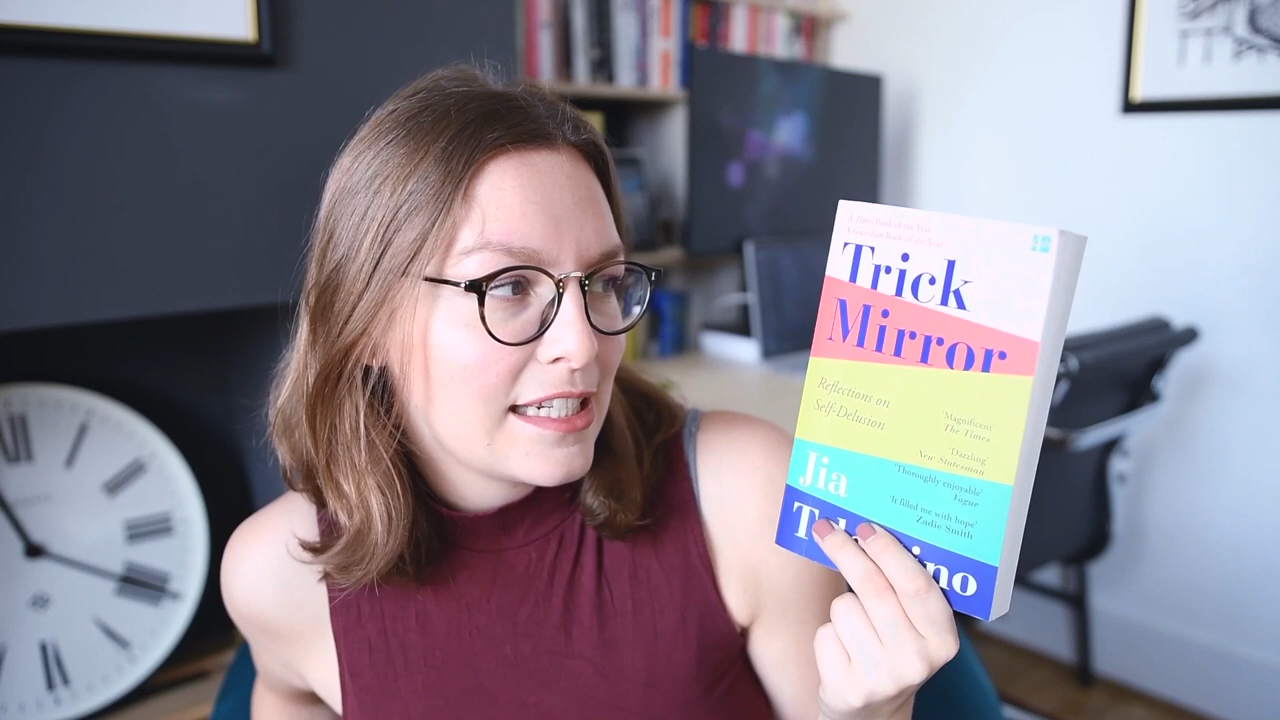 A Times Book of the Year
A Guardian Book of the Year
Trick
Mirror
Reflections on
Self-Delusion
'Magnificent'
The Times
'Dazzling'
New Statesman
'Thoroughly enjoyable'
Vogue
'It filled me with hope'
Zadie Smith
Jia